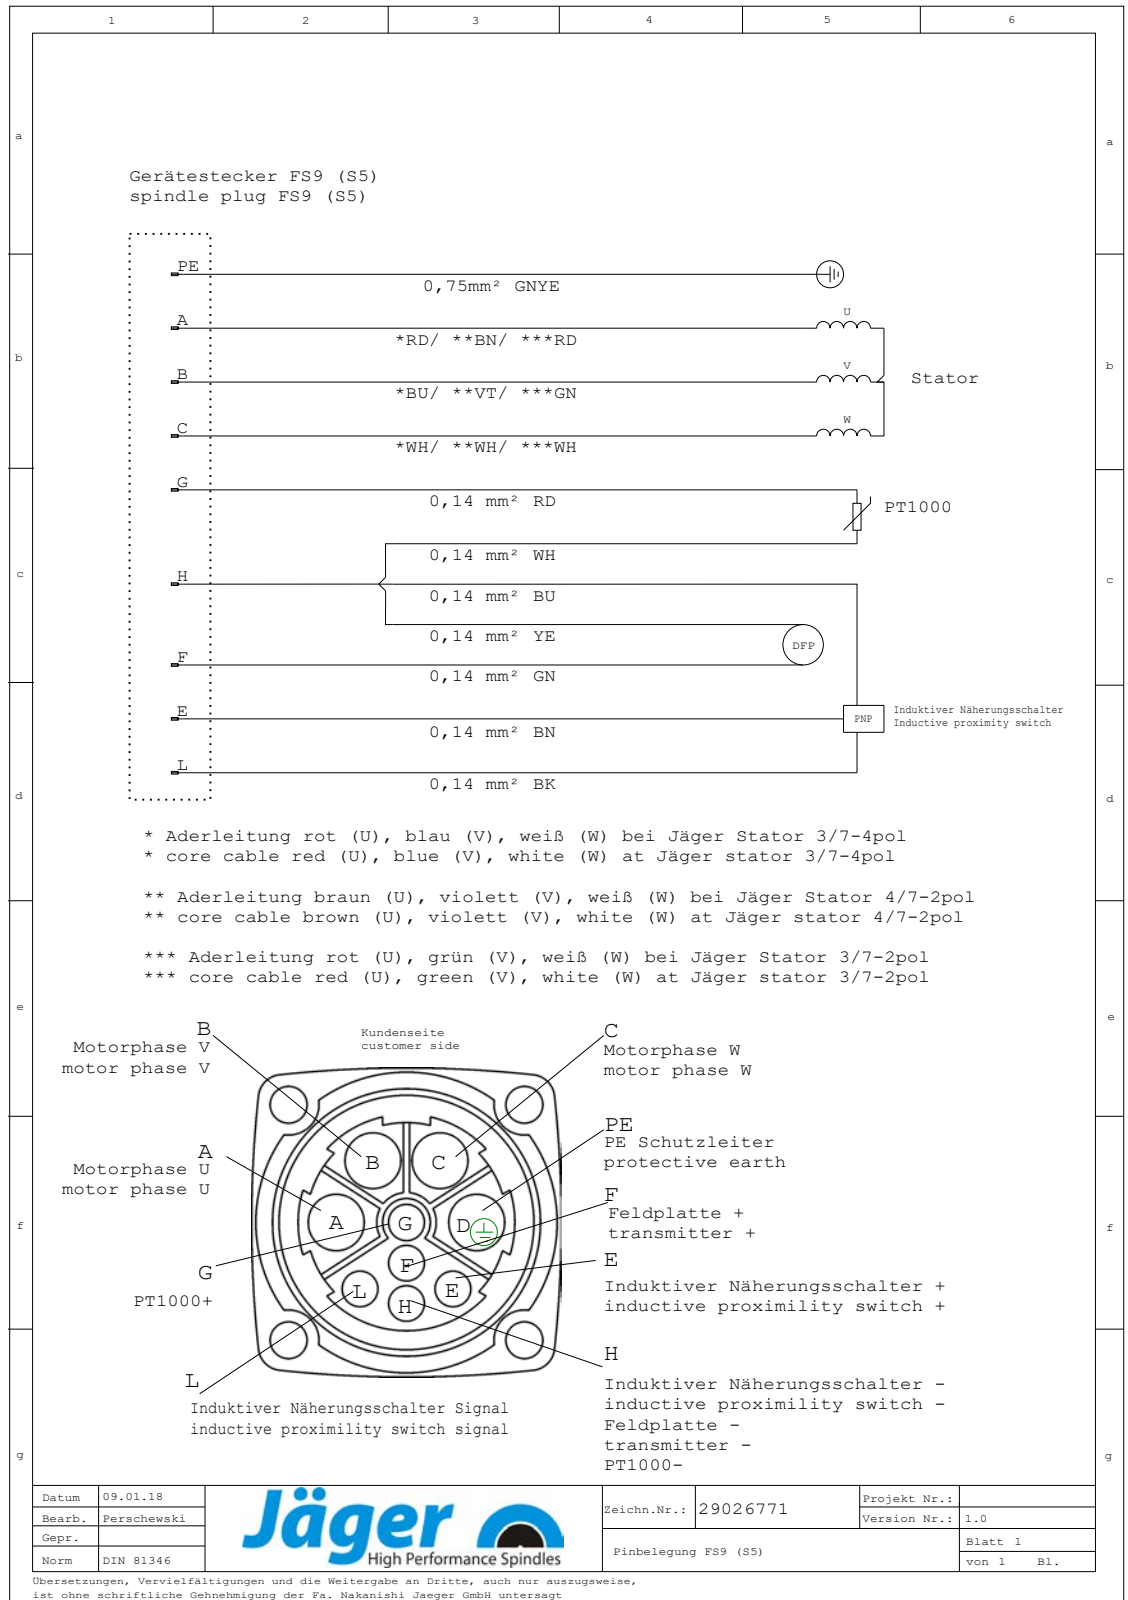 1 2 3 4 5 6
a a
Gerätestecker FS9 (S5)
spindle plug FS9 (S5)
PE
0,75mm² GNYE
A
U
*RD/ **BN/ ***RD
b b
B
V
Stator
*BU/ **VT/ ***GN
C
W
*WH/ **WH/ ***WH
G
0,14 mm² RD
PT1000
0,14 mm² WH
c c
H
0,14 mm² BU
0,14 mm² YE
DFP
F
0,14 mm² GN
E
PNP
Induktiver Näherungsschalter
Inductive proximity switch
0,14 mm² BN
L
0,14 mm² BK
d d
* Aderleitung rot (U), blau (V), weiß (W) bei Jäger Stator 3/7-4pol
* core cable red (U), blue (V), white (W) at Jäger stator 3/7-4pol
** Aderleitung braun (U), violett (V), weiß (W) bei Jäger Stator 4/7-2pol
** core cable brown (U), violett (V), white (W) at Jäger stator 4/7-2pol
*** Aderleitung rot (U), grün (V), weiß (W) bei Jäger Stator 3/7-2pol
*** core cable red (U), green (V), white (W) at Jäger stator 3/7-2pol
e e
B
Motorphase V
motor phase V
Kundenseite
customer side
C
Motorphase W
motor phase W
A
Motorphase U
motor phase U
PE
PE Schutzleiter
protective earth
B C
A G D
F
L H E
f f
F
Feldplatte +
transmitter +
G
PT1000+
E
Induktiver Näherungsschalter +
inductive proximility switch +
L
Induktiver Näherungsschalter Signal
inductive proximility switch signal
H
Induktiver Näherungsschalter -
inductive proximility switch -
Feldplatte -
transmitter -
PT1000-
g g
Datum 09.01.18
Bearb. Perschewski
Gepr.
Norm DIN 81346
Jäger
High Performance Spindles
Zeichn.Nr.: 29026771
Pinbelegung FS9 (S5)
Projekt Nr.:
Version Nr.: 1.0
Blatt 1
von 1 Bl.
Übersetzungen, Vervielfältigungen und die Weitergabe an Dritte, auch nur auszugsweise,
ist ohne schriftliche Gehnehmigung der Fa. Nakanishi Jaeger GmbH untersagt